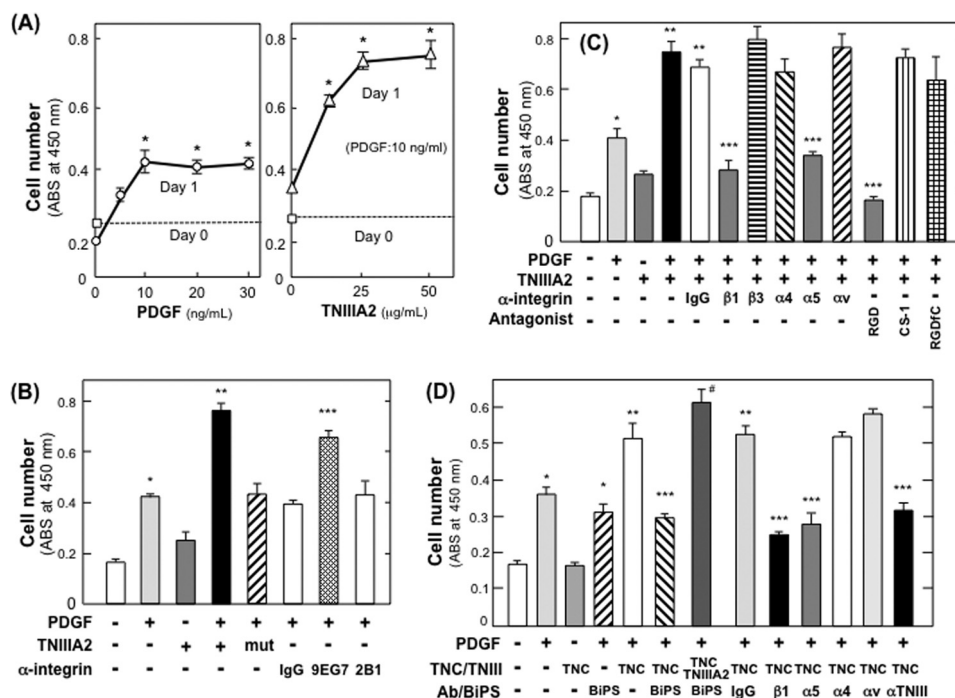 (A)
Cell number
(ABS at 450 nm)
0.8
0.6
0.4
0.2
0
* * *
Day 1
Day 0
0 10 20 30
PDGF (ng/mL)
0.8
0.6
0.4
0.2
* * *
Day 1
(PDGF:10 ng/ml)
Day 0
0 25 50
TNIIIA2 (µg/mL)
(C)
Cell number
(ABS at 450 nm)
0.8
0.6
0.4
0.2
0
* ** ** *** *** ***
PDGF - + - + + + + + + + + + +
TNIIIA2 - - + + + + + + + + + + +
α-integrin - - - - IgG β1 β3 α4 α5 αv - - -
Antagonist - - - - - - - - - - RGD CS-1 RGDfC
(B)
Cell number
(ABS at 450 nm)
0.8
0.6
0.4
0.2
0
* ** ***
PDGF - + - + + + + +
TNIIIA2 - - + + mut
α-integrin IgG 9EG7 2B1
(D)
Cell number
(ABS at 450 nm)
0.6
0.5
0.4
0.3
0.2
0.1
0
* * ** *** # ** *** *** ***
PDGF - + - + + + + + + + + + +
TNC/TNIII - - TNC - TNC TNC TNC TNIIIA2 TNC TNC TNC TNC TNC TNC
Ab/BiPS - - - BiPS - BiPS BiPS IgG β1 α5 α4 αv αTNIII